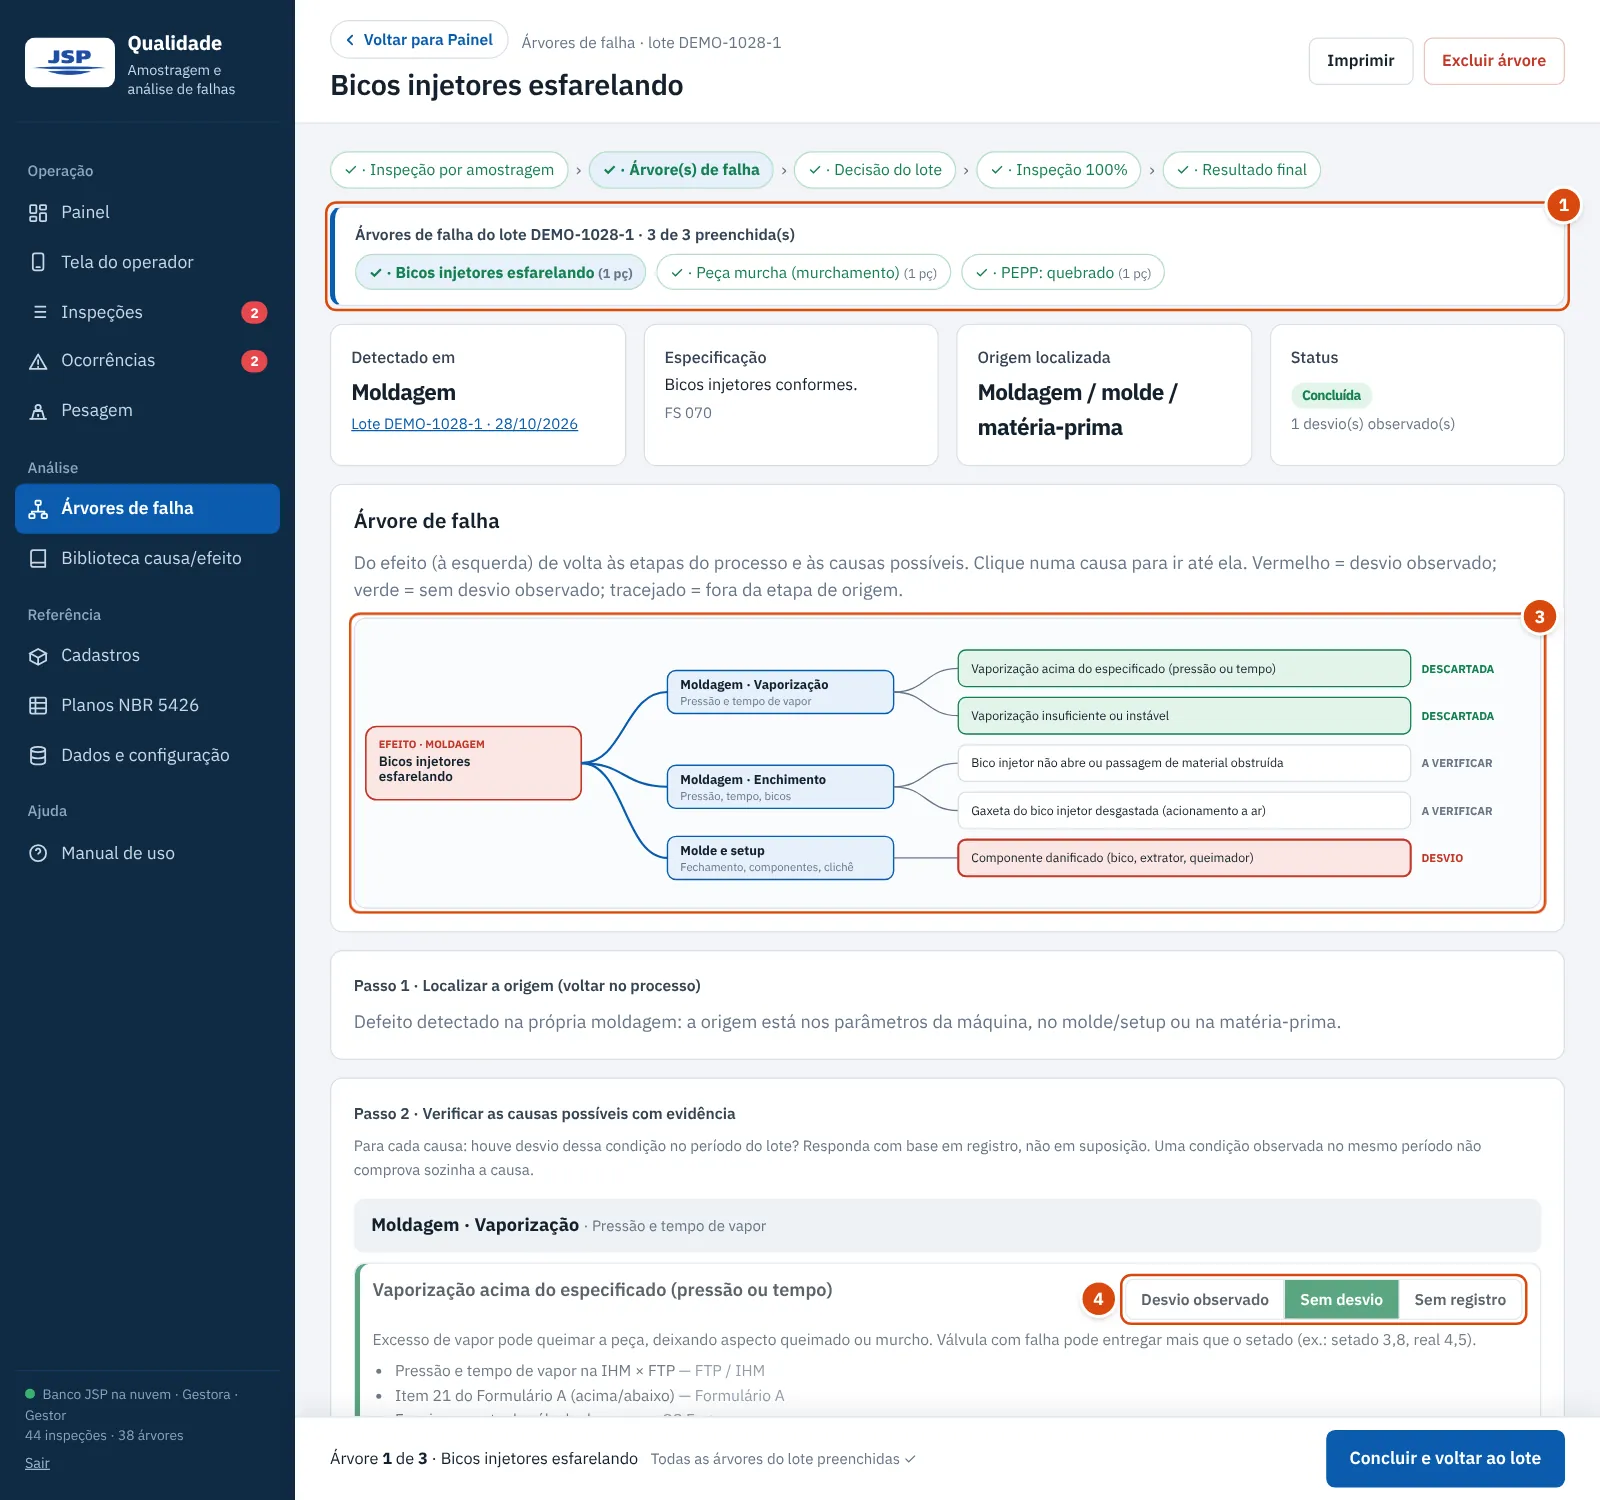 JSP
Qualidade
Amostragem e
análise de falhas
Operação
Painel
Tela do operador
Inspeções 2
Ocorrências 2
Pesagem
Análise
Árvores de falha
Biblioteca causa/efeito
Referência
Cadastros
Planos NBR 5426
Dados e configuração
Ajuda
Manual de uso
Banco JSP na nuvem · Gestora ·
Gestor
44 inspeções · 38 árvores
Sair
Voltar para Painel
Árvores de falha · lote DEMO-1028-1
Bicos injetores esfarelando
Imprimir
Excluir árvore
✓ · Inspeção por amostragem › ✓ · Árvore(s) de falha › ✓ · Decisão do lote › ✓ · Inspeção 100% › ✓ · Resultado final
1
Árvores de falha do lote DEMO-1028-1 · 3 de 3 preenchida(s)
✓ · Bicos injetores esfarelando (1 pç) ✓ · Peça murcha (murchamento) (1 pç) ✓ · PEPP: quebrado (1 pç)
Detectado em
Moldagem
Lote DEMO-1028-1 · 28/10/2026
Especificação
Bicos injetores conformes.
FS 070
Origem localizada
Moldagem / molde /
matéria-prima
Status
Concluída
1 desvio(s) observado(s)
Árvore de falha
Do efeito (à esquerda) de volta às etapas do processo e às causas possíveis. Clique numa causa para ir até ela. Vermelho = desvio observado;
verde = sem desvio observado; tracejado = fora da etapa de origem.
3
EFEITO · MOLDAGEM
Bicos injetores
esfarelando
Moldagem · Vaporização
Pressão e tempo de vapor
Vaporização acima do especificado (pressão ou tempo) DESCARTADA
Vaporização insuficiente ou instável DESCARTADA
Moldagem · Enchimento
Pressão, tempo, bicos
Bico injetor não abre ou passagem de material obstruída A VERIFICAR
Gaxeta do bico injetor desgastada (acionamento a ar) A VERIFICAR
Molde e setup
Fechamento, componentes, clichê
Componente danificado (bico, extrator, queimador) DESVIO
Passo 1 · Localizar a origem (voltar no processo)
Defeito detectado na própria moldagem: a origem está nos parâmetros da máquina, no molde/setup ou na matéria-prima.
Passo 2 · Verificar as causas possíveis com evidência
Para cada causa: houve desvio dessa condição no período do lote? Responda com base em registro, não em suposição. Uma condição observada no mesmo período não
comprova sozinha a causa.
Moldagem · Vaporização · Pressão e tempo de vapor
Vaporização acima do especificado (pressão ou tempo)
4
Desvio observado Sem desvio Sem registro
Excesso de vapor pode queimar a peça, deixando aspecto queimado ou murcho. Válvula com falha pode entregar mais que o setado (ex.: setado 3,8, real 4,5).
• Pressão e tempo de vapor na IHM × FTP — FTP / IHM
• Item 21 do Formulário A (acima/abaixo) — Formulário A
Árvore 1 de 3 · Bicos injetores esfarelando Todas as árvores do lote preenchidas ✓
Concluir e voltar ao lote